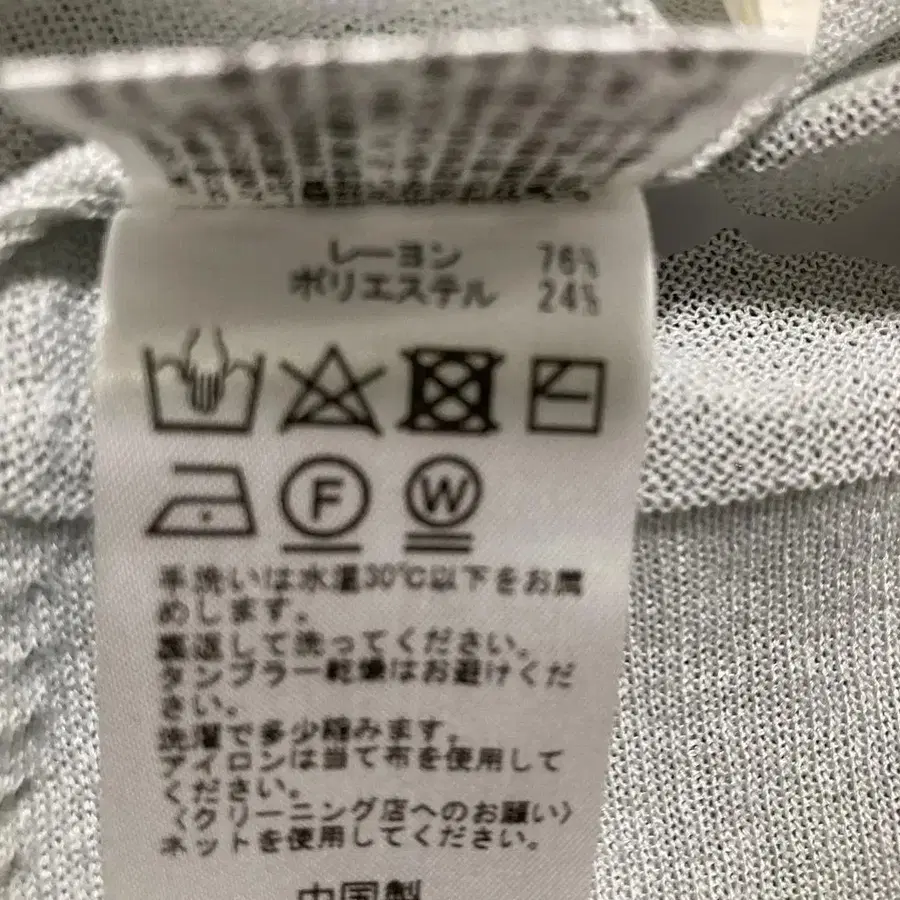 レーヨン 76%
ポリエステル 24%
F W
手洗いは水温30℃以下をお薦
めします。
裏返して洗ってください。
タンブラー乾燥はお避けくだ
さい。
洗濯で多少縮みます。
アイロンは当て布を使用して
ください。
〈クリーニング店へのお願い〉
ネットを使用してください。
中国製